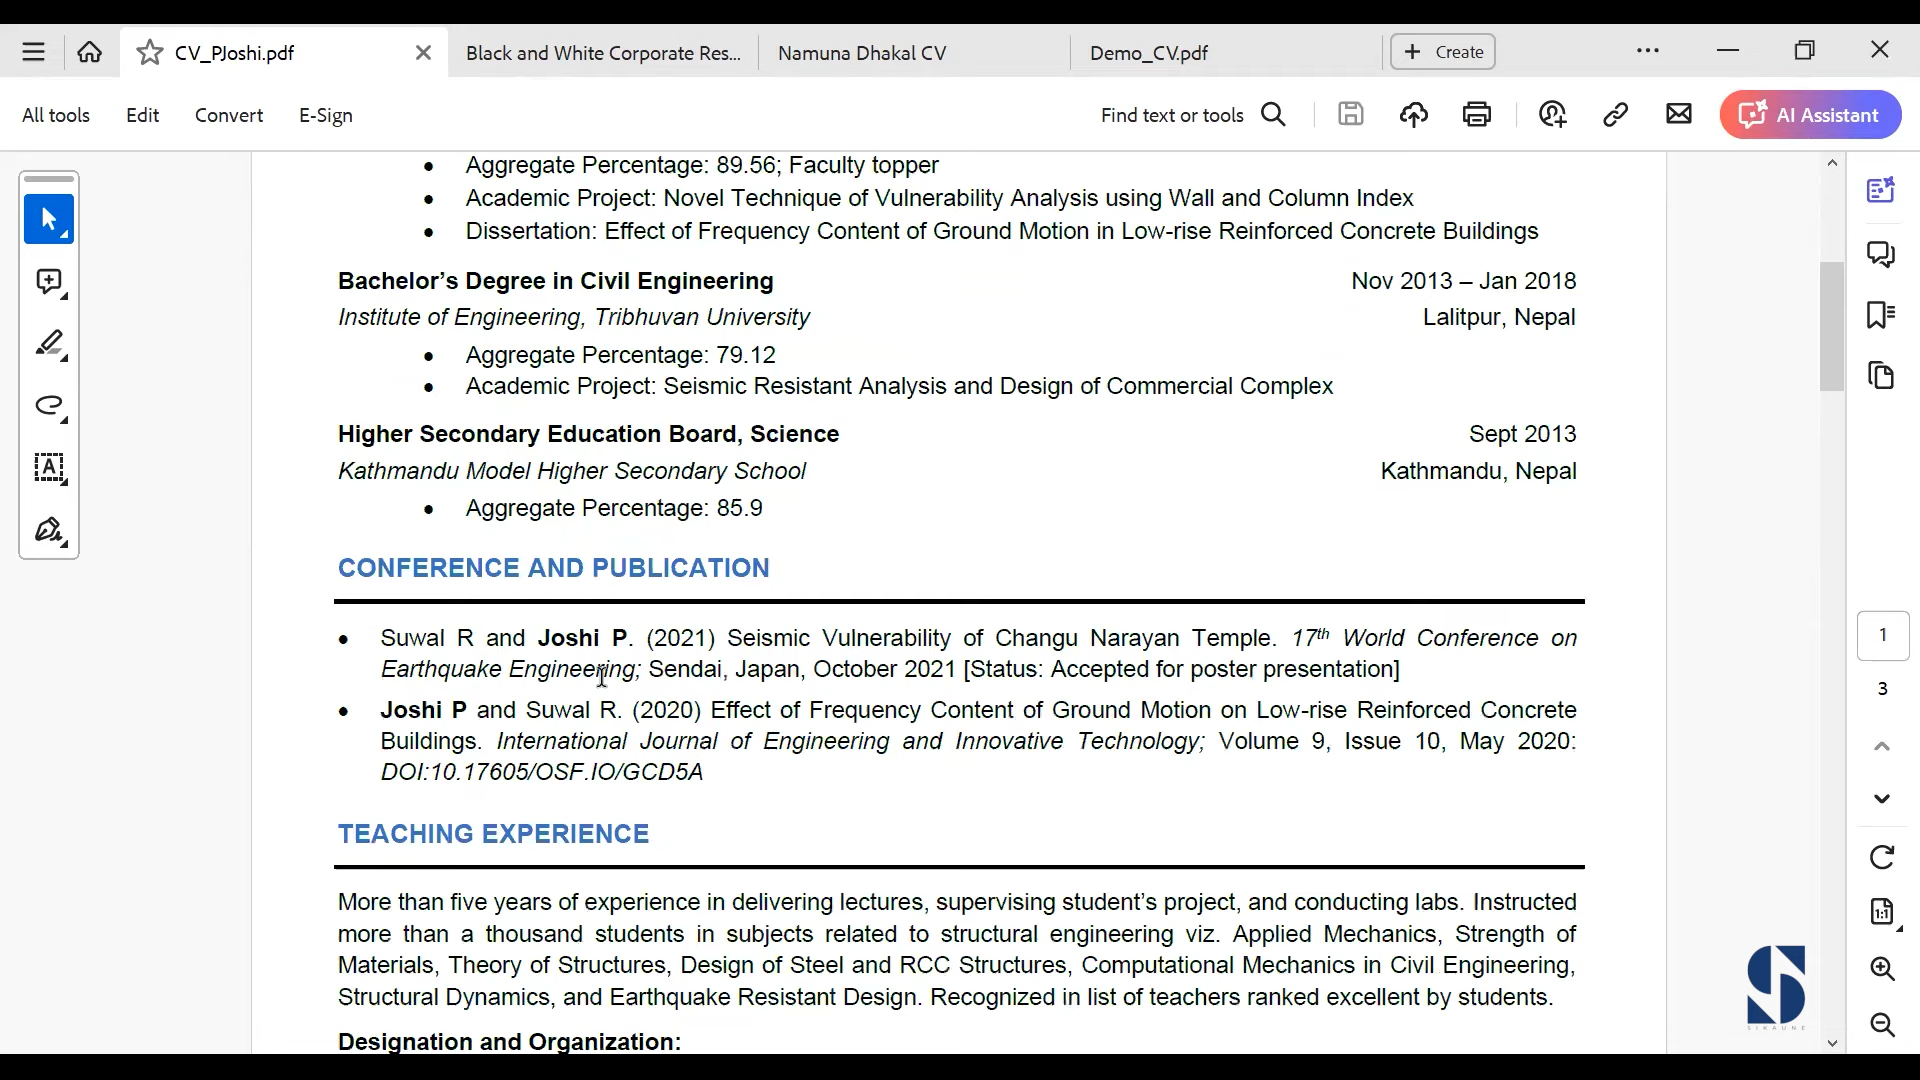 CV_PJoshi.pdf
Black and White Corporate Res...
Namuna Dhakal CV
Demo_CV.pdf
+ Create
All tools
Edit
Convert
E-Sign
Find text or tools
AI Assistant
• Aggregate Percentage: 89.56; Faculty topper
• Academic Project: Novel Technique of Vulnerability Analysis using Wall and Column Index
• Dissertation: Effect of Frequency Content of Ground Motion in Low-rise Reinforced Concrete Buildings
Bachelor's Degree in Civil Engineering Nov 2013 – Jan 2018
Institute of Engineering, Tribhuvan University Lalitpur, Nepal
• Aggregate Percentage: 79.12
• Academic Project: Seismic Resistant Analysis and Design of Commercial Complex
Higher Secondary Education Board, Science Sept 2013
Kathmandu Model Higher Secondary School Kathmandu, Nepal
• Aggregate Percentage: 85.9
CONFERENCE AND PUBLICATION
• Suwal R and Joshi P. (2021) Seismic Vulnerability of Changu Narayan Temple. 17th World Conference on
Earthquake Engineering; Sendai, Japan, October 2021 [Status: Accepted for poster presentation]
• Joshi P and Suwal R. (2020) Effect of Frequency Content of Ground Motion on Low-rise Reinforced Concrete
Buildings. International Journal of Engineering and Innovative Technology; Volume 9, Issue 10, May 2020:
DOI:10.17605/OSF.IO/GCD5A
TEACHING EXPERIENCE
More than five years of experience in delivering lectures, supervising student's project, and conducting labs. Instructed
more than a thousand students in subjects related to structural engineering viz. Applied Mechanics, Strength of
Materials, Theory of Structures, Design of Steel and RCC Structures, Computational Mechanics in Civil Engineering,
Structural Dynamics, and Earthquake Resistant Design. Recognized in list of teachers ranked excellent by students.
Designation and Organization:
1
3
1:1
SIKAUNE